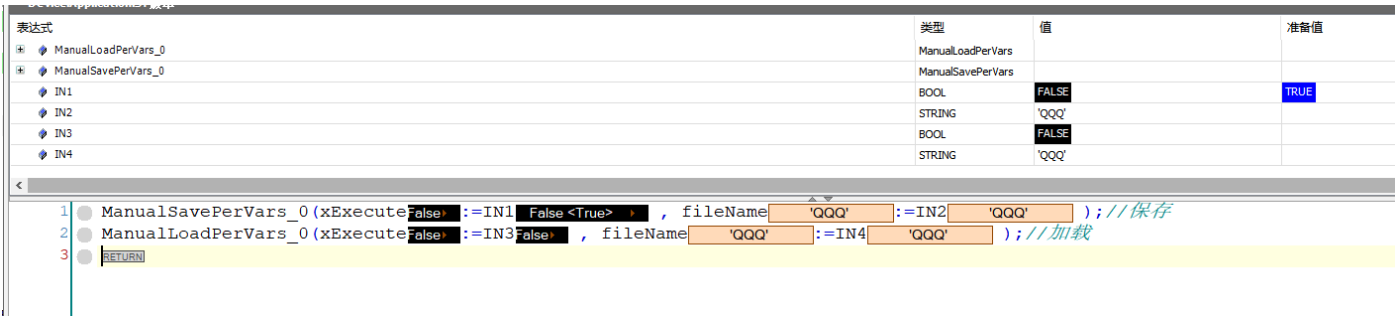 表达式 类型 值 准备值
ManualLoadPerVars_0 ManualLoadPerVars
ManualSavePerVars_0 ManualSavePerVars
IN1 BOOL FALSE TRUE
IN2 STRING 'QQQ'
IN3 BOOL FALSE
IN4 STRING 'QQQ'
1 ManualSavePerVars_0(xExecute False :=IN1 False <True> , fileName 'QQQ' :=IN2 'QQQ' );//保存
2 ManualLoadPerVars_0(xExecute False :=IN3 False , fileName 'QQQ' :=IN4 'QQQ' );//加载
3 RETURN